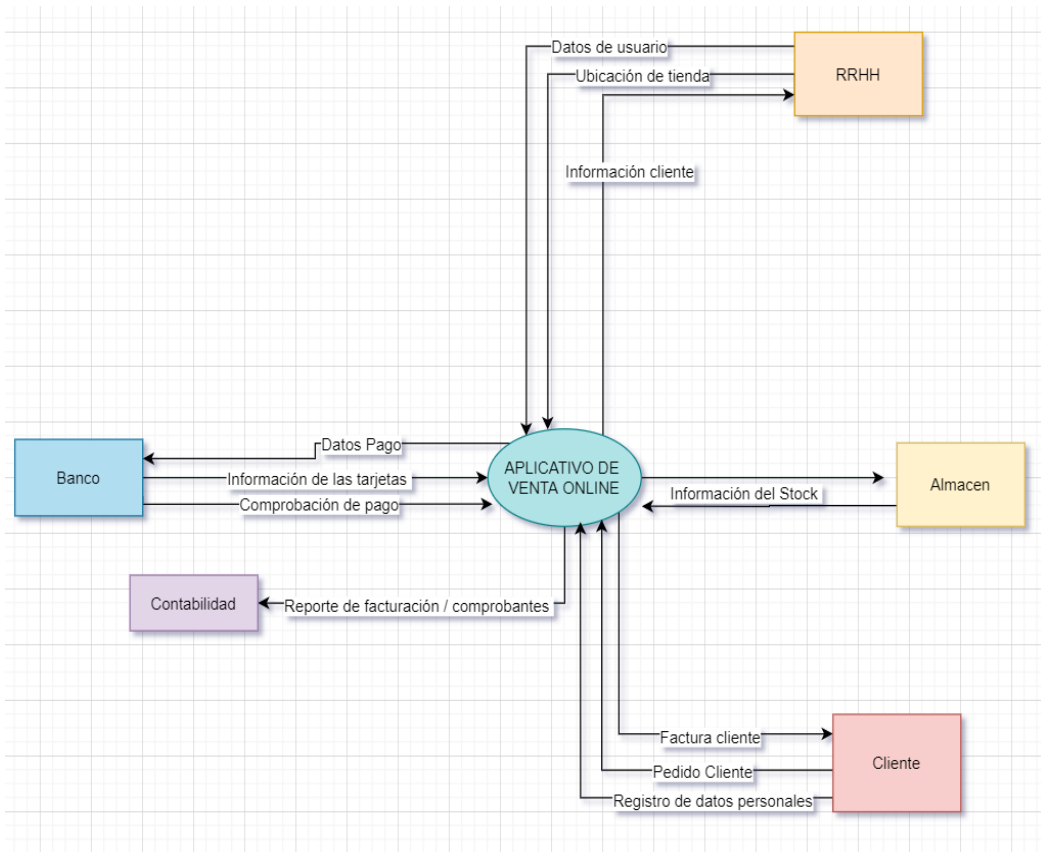 Datos de usuario
RRHH
Ubicación de tienda
Información cliente
Datos Pago
Banco
Información de las tarjetas
Comprobación de pago
APLICATIVO DE
VENTA ONLINE
Información del Stock
Almacen
Contabilidad
Reporte de facturación / comprobantes
Factura cliente
Cliente
Pedido Cliente
Registro de datos personales